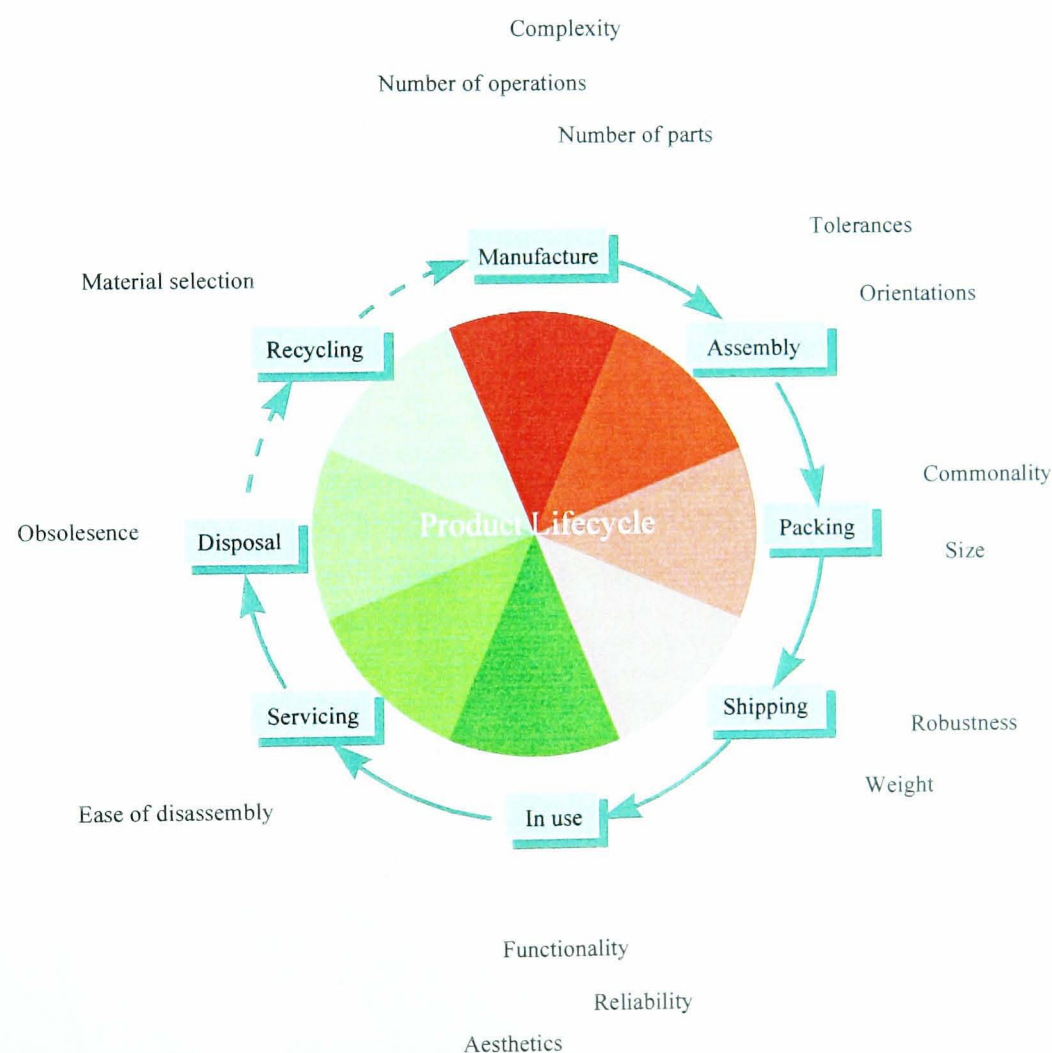 Complexity
Number of operations
Number of parts
Tolerances
Manufacture
Material selection
Orientations
Recycling
Assembly
Commonality
Product Lifecycle
Packing
Obsolesence
Disposal
Size
Servicing
Shipping
Robustness
Weight
Ease of disassembly
In use
Functionality
Reliability
Aesthetics